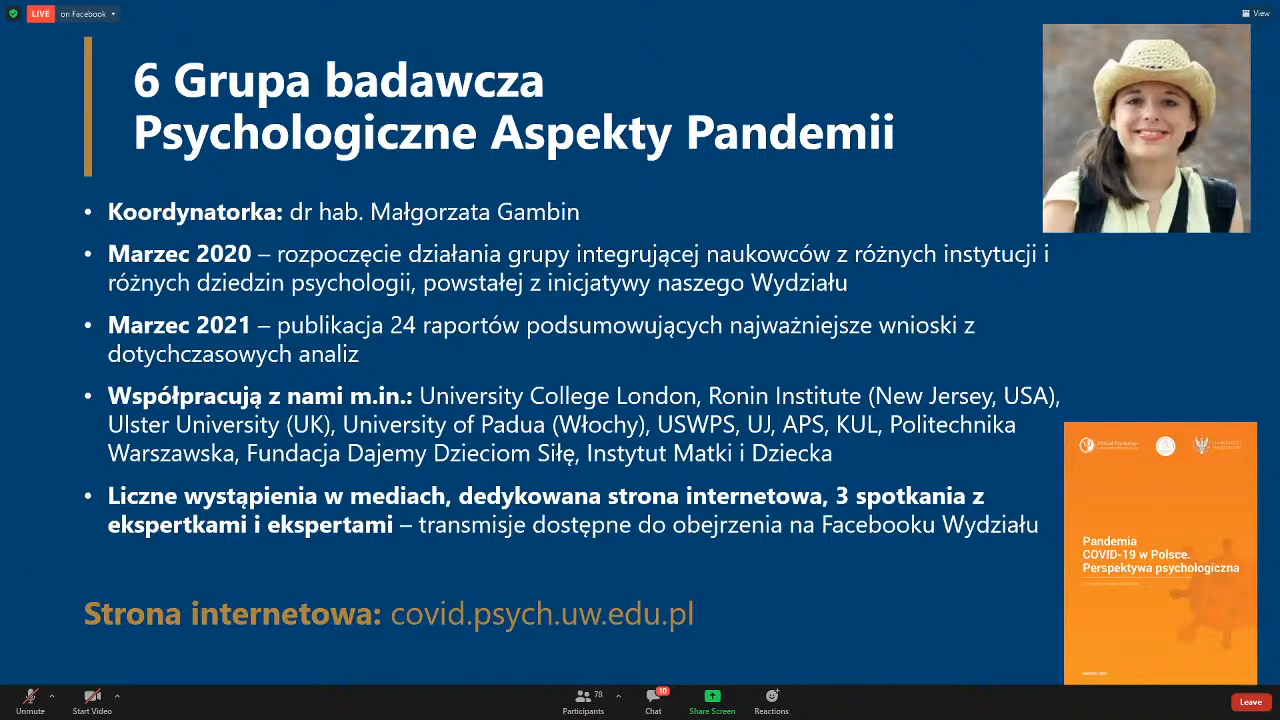 LIVE on Facebook
View
6 Grupa badawcza
Psychologiczne Aspekty Pandemii
• Koordynatorka: dr hab. Małgorzata Gambin
• Marzec 2020 – rozpoczęcie działania grupy integrującej naukowców z różnych instytucji i
różnych dziedzin psychologii, powstałej z inicjatywy naszego Wydziału
• Marzec 2021 – publikacja 24 raportów podsumowujących najważniejsze wnioski z
dotychczasowych analiz
• Współpracują z nami m.in.: University College London, Ronin Institute (New Jersey, USA),
Ulster University (UK), University of Padua (Włochy), USWPS, UJ, APS, KUL, Politechnika
Warszawska, Fundacja Dajemy Dzieciom Siłę, Instytut Matki i Dziecka
• Liczne wystąpienia w mediach, dedykowana strona internetowa, 3 spotkania z
ekspertkami i ekspertami – transmisje dostępne do obejrzenia na Facebooku Wydziału
Strona internetowa: covid.psych.uw.edu.pl
Pandemia
COVID-19 w Polsce.
Perspektywa psychologiczna
Unmute
Start Video
78
Participants
10
Chat
Share Screen
Reactions
Leave